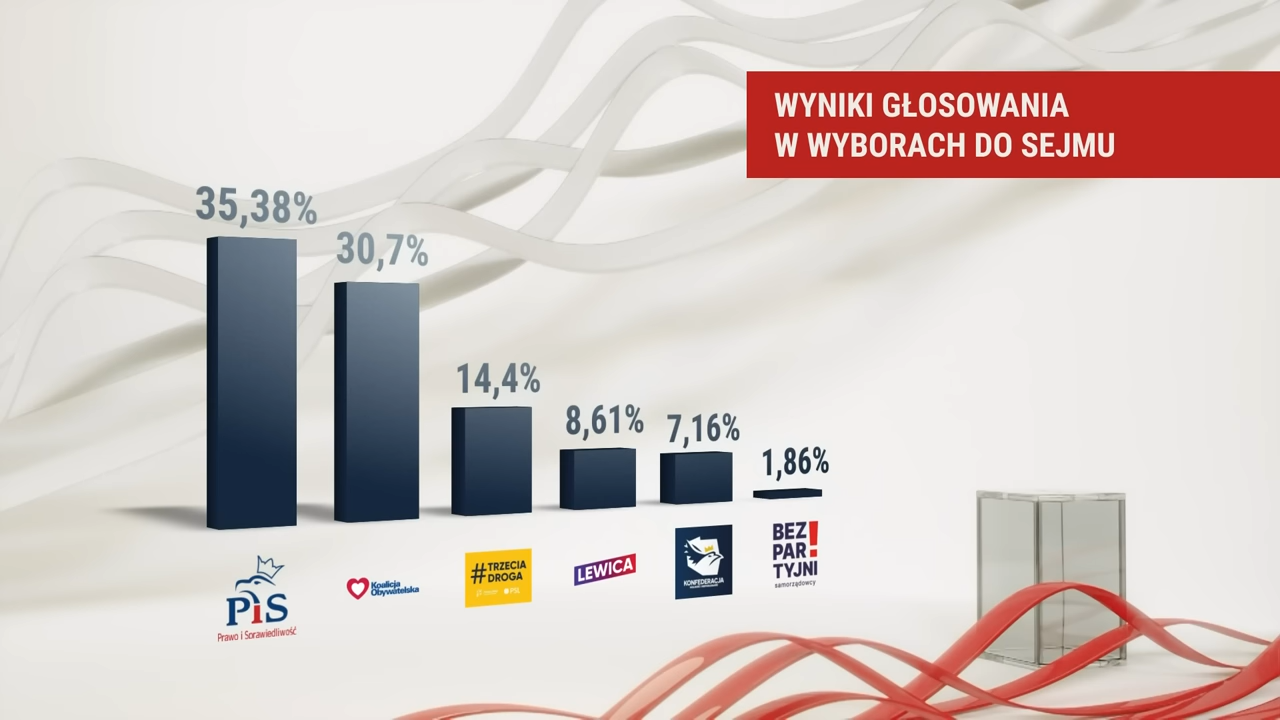 WYNIKI GŁOSOWANIA
W WYBORACH DO SEJMU
35,38%
30,7%
14,4%
8,61%
7,16%
1,86%
PiS
Prawo i Sprawiedliwość
Koalicja
Obywatelska
#TRZECIA
DROGA
PSL
LEWICA
KONFEDERACJA
BEZ
PAR!
TYJNI
samorządowcy